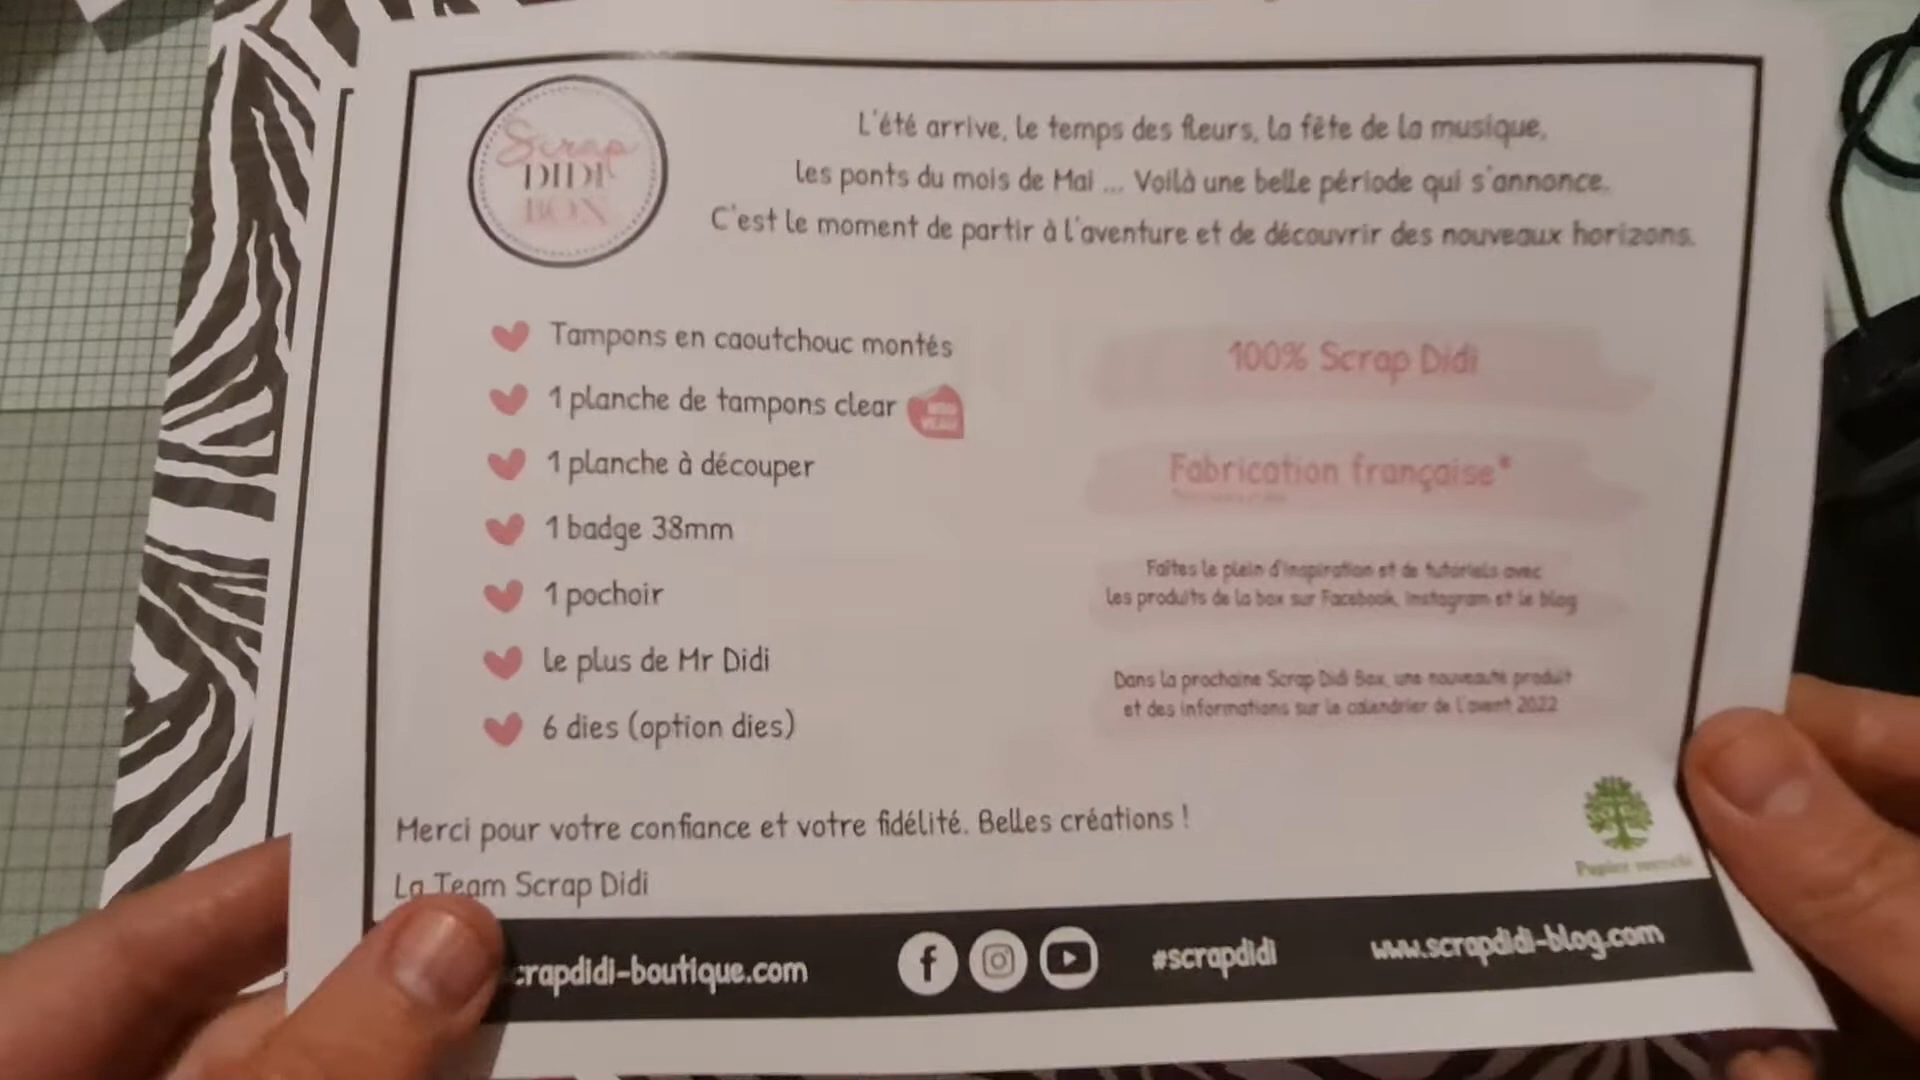 Scrap
DIDI
BOX
L'été arrive, le temps des fleurs, la fête de la musique,
les ponts du mois de Mai ... Voilà une belle période qui s'annonce.
C'est le moment de partir à l'aventure et de découvrir des nouveaux horizons.
Tampons en caoutchouc montés
1 planche de tampons clear
NOU
VEAU
1 planche à découper
1 badge 38mm
1 pochoir
le plus de Mr Didi
6 dies (option dies)
100% Scrap Didi
Fabrication française*
Faites le plein d'inspiration et de tutoriels avec
les produits de la box sur Facebook, Instagram et le blog
Dans la prochaine Scrap Didi Box, une nouveauté produit
et des informations sur le calendrier de l'avent 2022
Merci pour votre confiance et votre fidélité. Belles créations !
La Team Scrap Didi
Papier recyclé
crapdidi-boutique.com
#scrapdidi
www.scrapdidi-blog.com